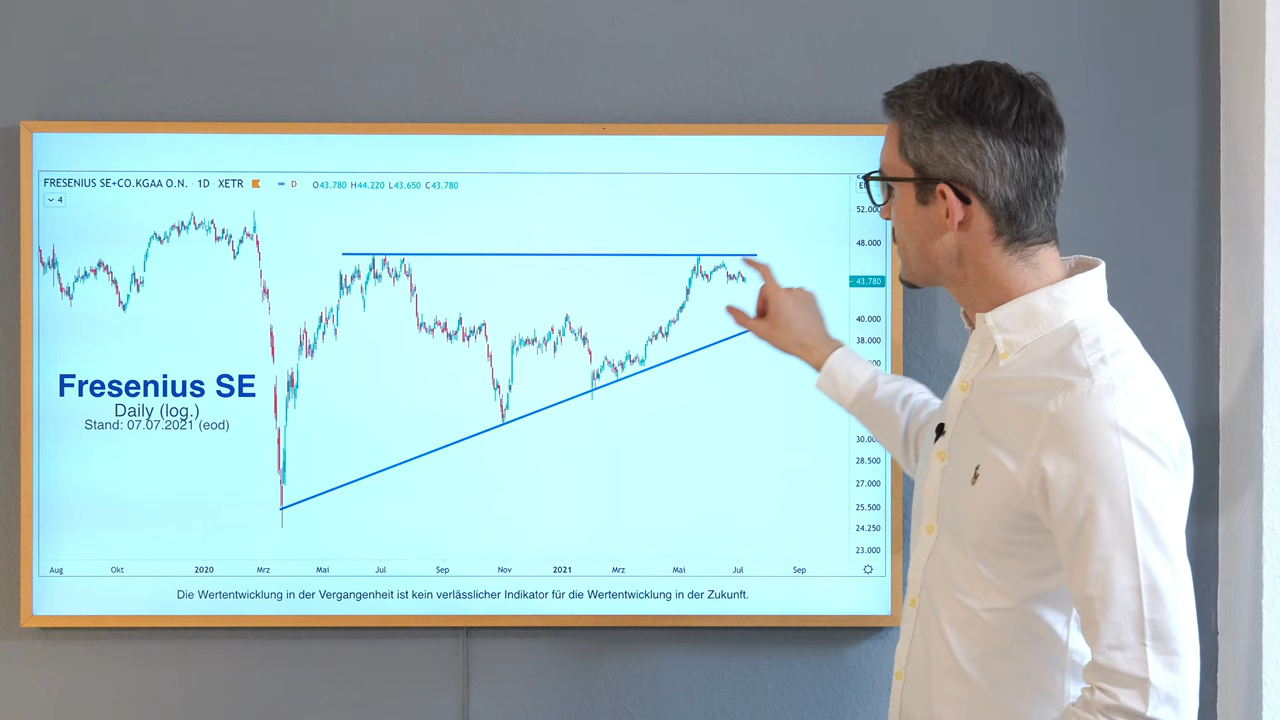 FRESENIUS SE+CO.KGAA O.N. · 1D · XETR D O43.780 H44.220 L43.650 C43.780
4
52.000
48.000
43.780
40.000
38.000
Fresenius SE
Daily (log.)
Stand: 07.07.2021 (eod)
28.500
27.000
25.500
24.250
23.000
Aug Okt 2020 Mrz Mai Jul Sep Nov 2021 Mrz Mai Jul Sep
Die Wertentwicklung in der Vergangenheit ist kein verlässlicher Indikator für die Wertentwicklung in der Zukunft.